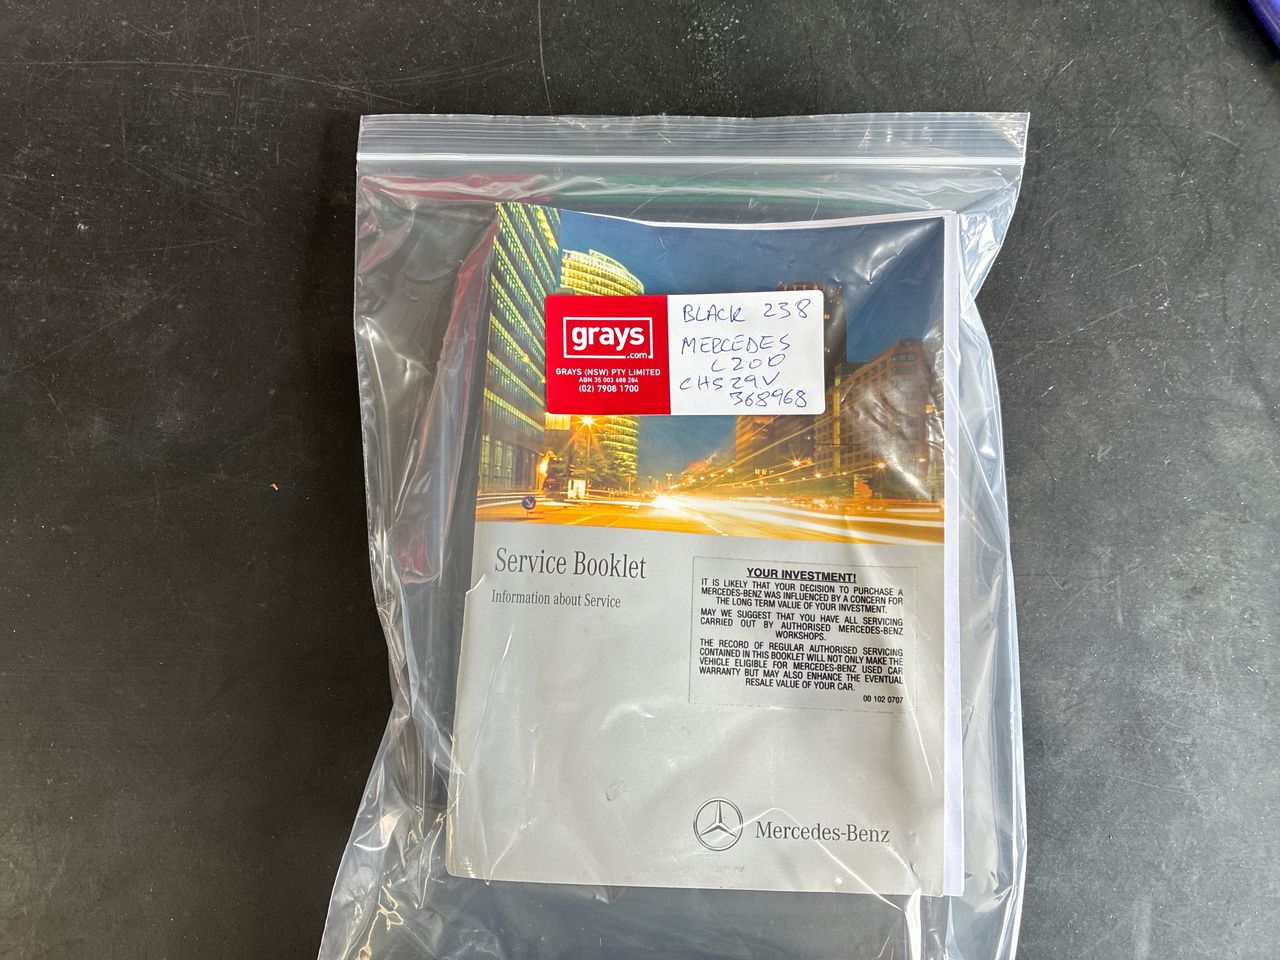 grays
.com
GRAYS (NSW) PTY LIMITED
ABN 35 003 688 284
(02) 7908 1700
BLACK 238
MERCEDES
C200
CHS29V
368968
Service Booklet
Information about Service
YOUR INVESTMENT!
IT IS LIKELY THAT YOUR DECISION TO PURCHASE A
MERCEDES-BENZ WAS INFLUENCED BY A CONCERN FOR
THE LONG TERM VALUE OF YOUR INVESTMENT.
MAY WE SUGGEST THAT YOU HAVE ALL SERVICING
CARRIED OUT BY AUTHORISED MERCEDES-BENZ
WORKSHOPS.
THE RECORD OF REGULAR AUTHORISED SERVICING
CONTAINED IN THIS BOOKLET WILL NOT ONLY MAKE THE
VEHICLE ELIGIBLE FOR MERCEDES-BENZ USED CAR
WARRANTY BUT MAY ALSO ENHANCE THE EVENTUAL
RESALE VALUE OF YOUR CAR.
00 102 0707
Mercedes-Benz